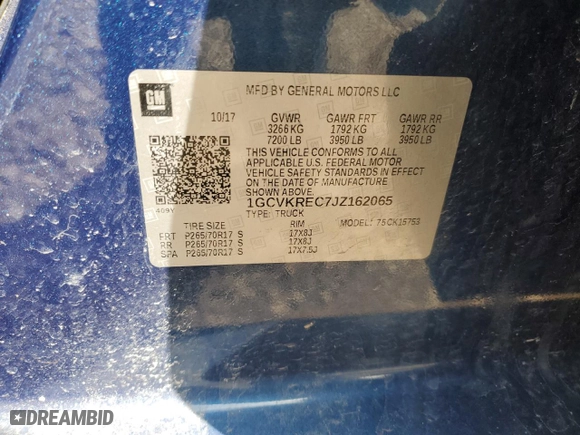 GM
MFD BY GENERAL MOTORS LLC
10/17 GVWR GAWR FRT GAWR RR
3266 KG 1792 KG 1792 KG
7200 LB 3950 LB 3950 LB
THIS VEHICLE CONFORMS TO ALL
APPLICABLE U.S. FEDERAL MOTOR
VEHICLE SAFETY STANDARDS IN EFFECT
ON THE DATE OF MANUFACTURE
SHOWN ABOVE.
1GCVKREC7JZ162065
TYPE: TRUCK MODEL: 75CK15753
TIRE SIZE RIM
FRT P265/70R17 S 17X8J
RR P265/70R17 S 17X8J
SPA P265/70R17 S 17X7.5J
DREAMBID